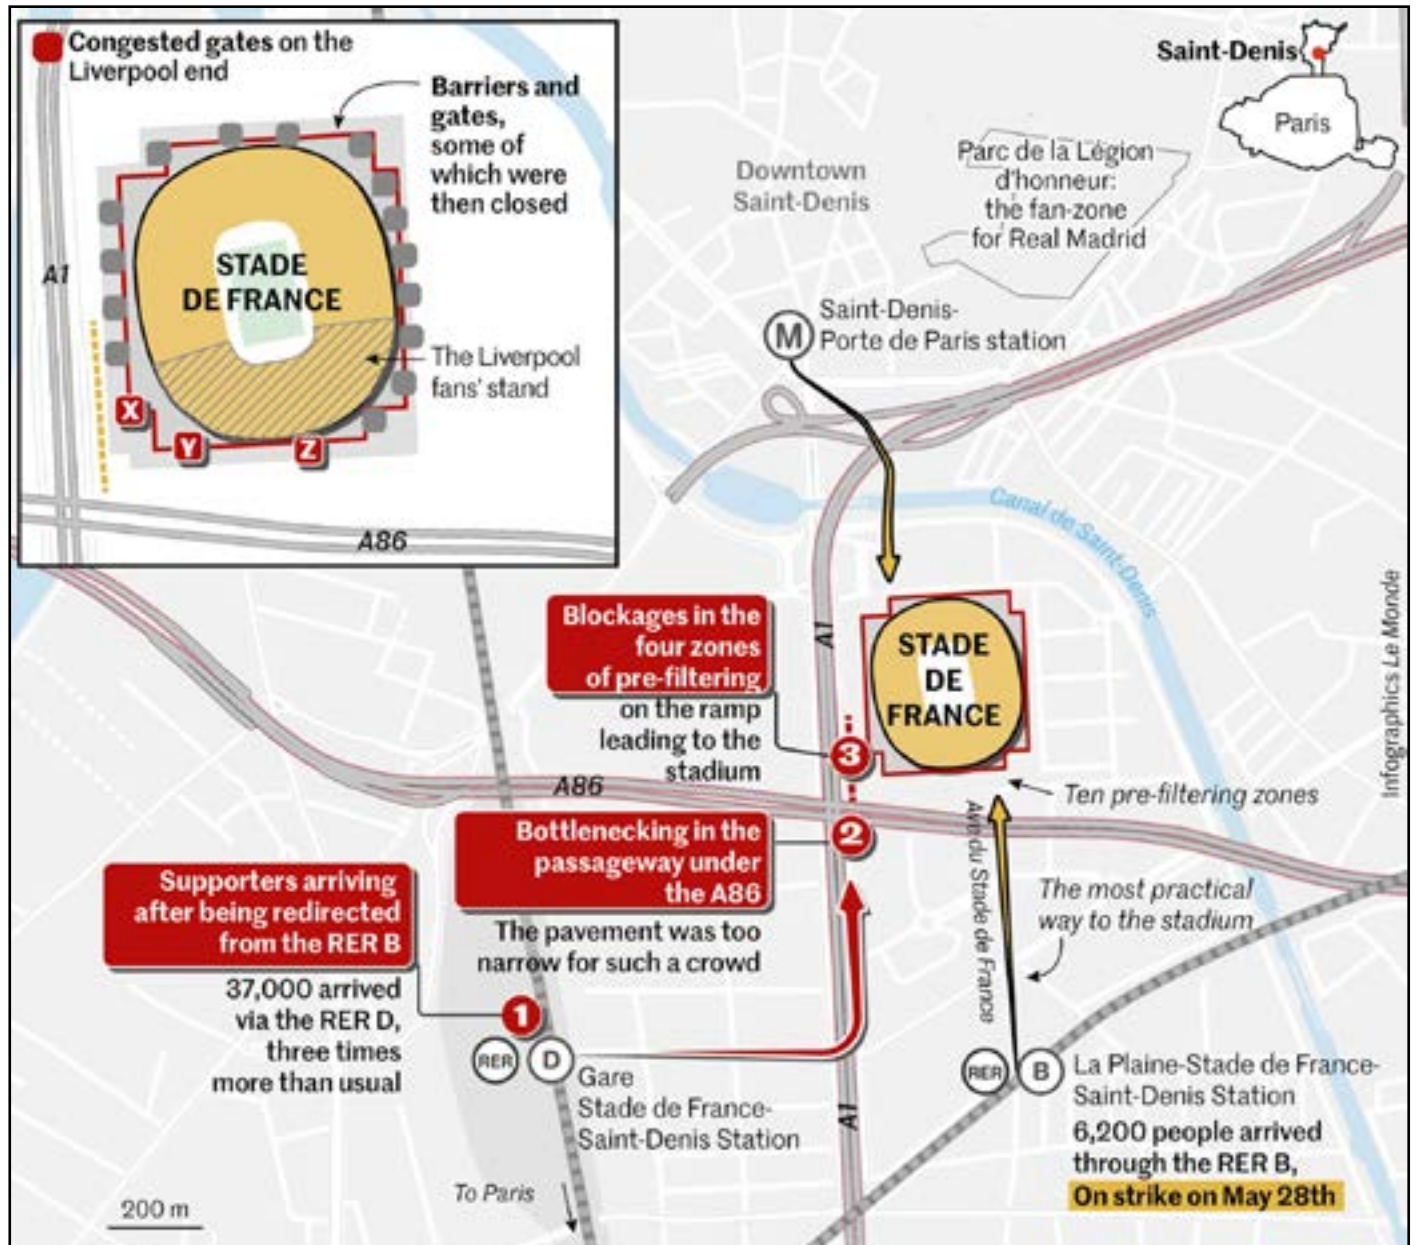 Congested gates on the
Liverpool end
Barriers and
gates,
some of
which were
then closed
A1
STADE
DE FRANCE
The Liverpool
fans' stand
X
Y
Z
A86
Saint-Denis
Paris
Downtown
Saint-Denis
Parc de la Légion
d'honneur:
the fan-zone
for Real Madrid
M
Saint-Denis-
Porte de Paris station
Canal de Saint-Denis
Infographics Le Monde
Blockages in the
four zones
of pre-filtering
on the ramp
leading to the
stadium
A1
STADE
DE
FRANCE
3
A86
Ten pre-filtering zones
Bottlenecking in the
passageway under
the A86
The pavement was too
narrow for such a crowd
2
Ave du Stade de France
The most practical
way to the stadium
Supporters arriving
after being redirected
from the RER B
37,000 arrived
via the RER D,
three times
more than usual
1
RER D
Gare
Stade de France-
Saint-Denis Station
A1
RER B
La Plaine-Stade de France-
Saint-Denis Station
6,200 people arrived
through the RER B,
On strike on May 28th
To Paris
200 m